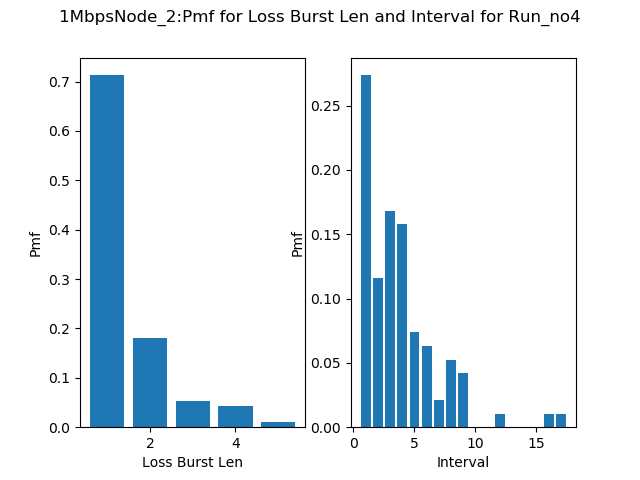 1MbpsNode_2:Pmf for Loss Burst Len and Interval for Run_no4
0.7
0.6
0.5
0.4
0.3
0.2
0.1
0.0
Pmf
2 4
Loss Burst Len
0.25
0.20
0.15
0.10
0.05
0.00
Pmf
0 5 10 15
Interval